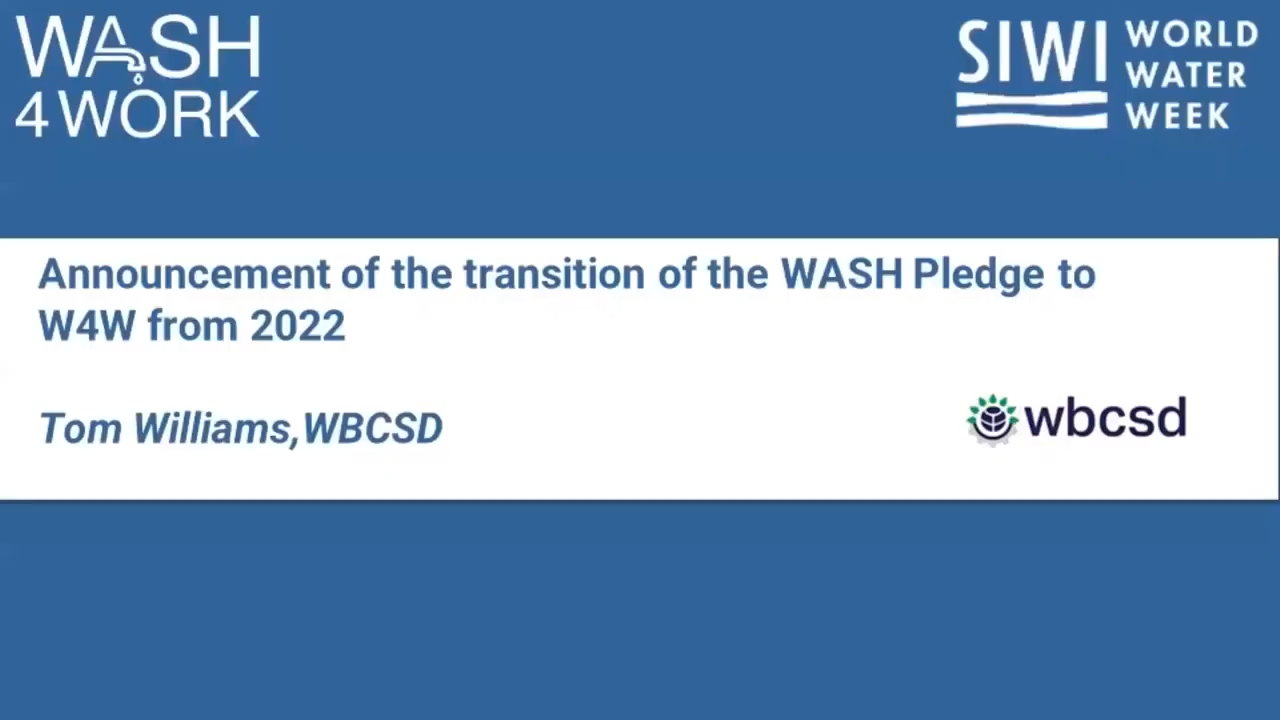 WASH
4WORK
SIWI
WORLD
WATER
WEEK
Announcement of the transition of the WASH Pledge to
W4W from 2022
Tom Williams,WBCSD
wbcsd